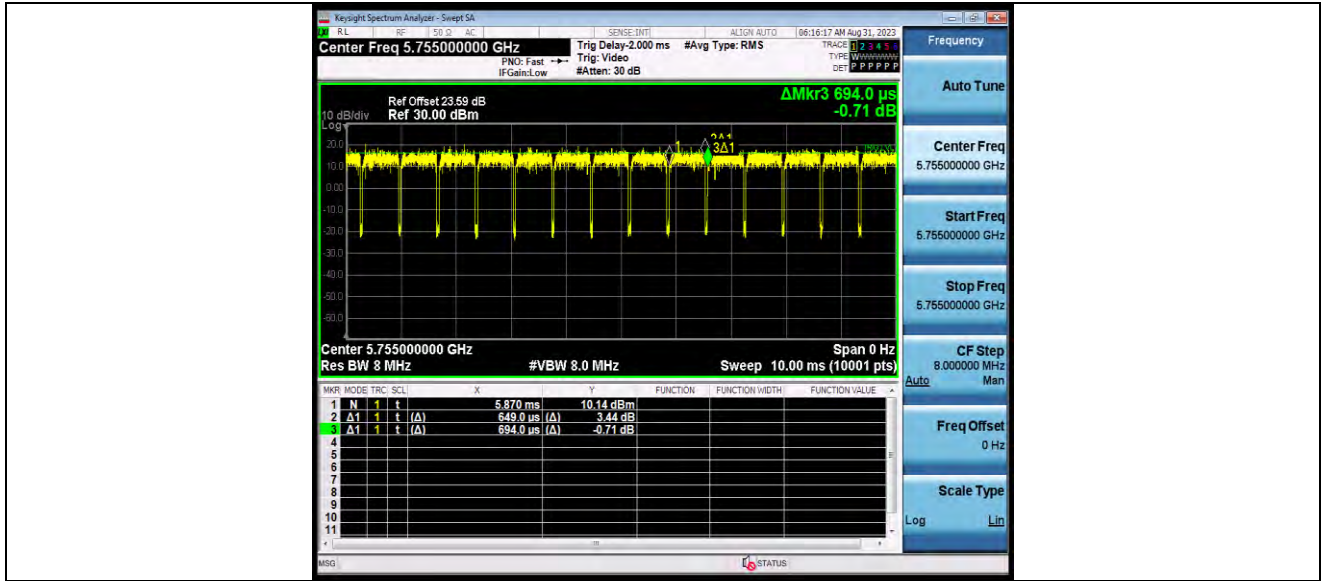 Keysight Spectrum Analyzer - Swept SA
RL RF 50 Ω AC SENSE:INT ALIGN AUTO 06:16:17 AM Aug 31, 2023
Center Freq 5.755000000 GHz
PNO: Fast
IFGain:Low
Trig Delay-2.000 ms
Trig: Video
#Atten: 30 dB
#Avg Type: RMS
TRACE 1 2 3 4 5 6
TYPE WWWWWW
DET P P P P P P
ΔMkr3 694.0 µs
-0.71 dB
Ref Offset 23.59 dB
10 dB/div Ref 30.00 dBm
Log
20.0
10.0
0.00
-10.0
-20.0
-30.0
-40.0
-50.0
-60.0
1
2Δ1
3Δ1
Center 5.755000000 GHz Span 0 Hz
Res BW 8 MHz #VBW 8.0 MHz Sweep 10.00 ms (10001 pts)
MKR MODE TRC SCL X Y FUNCTION FUNCTION WIDTH FUNCTION VALUE
1 N 1 t 5.870 ms 10.14 dBm
2 Δ1 1 t (Δ) 649.0 µs (Δ) 3.44 dB
3 Δ1 1 t (Δ) 694.0 µs (Δ) -0.71 dB
4
5
6
7
8
9
10
11
MSG STATUS
Frequency
Auto Tune
Center Freq
5.755000000 GHz
Start Freq
5.755000000 GHz
Stop Freq
5.755000000 GHz
CF Step
8.000000 MHz
Auto Man
Freq Offset
0 Hz
Scale Type
Log Lin